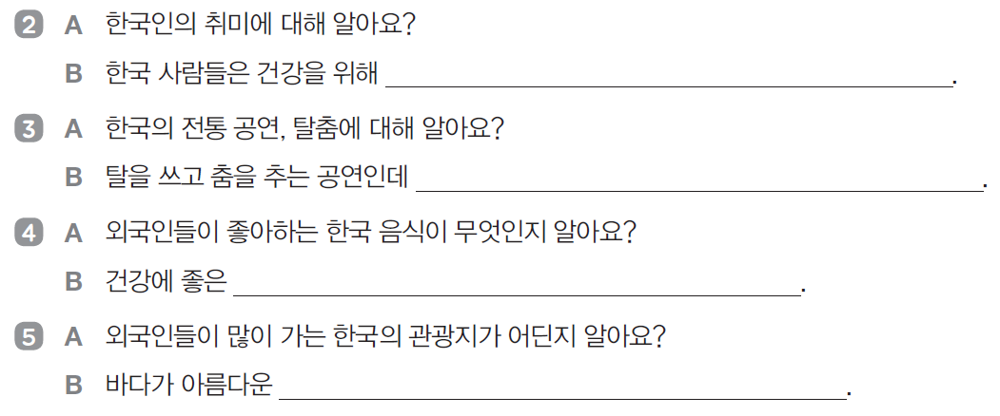 2 A 한국인의 취미에 대해 알아요?
B 한국 사람들은 건강을 위해 .
3 A 한국의 전통 공연, 탈춤에 대해 알아요?
B 탈을 쓰고 춤을 추는 공연인데 .
4 A 외국인들이 좋아하는 한국 음식이 무엇인지 알아요?
B 건강에 좋은 .
5 A 외국인들이 많이 가는 한국의 관광지가 어딘지 알아요?
B 바다가 아름다운 .